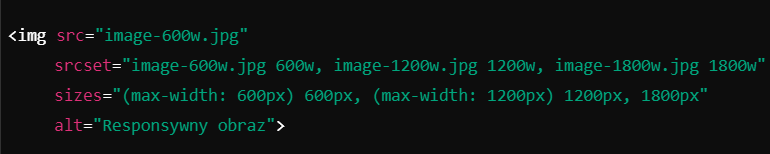 <img src="image-600w.jpg"
srcset="image-600w.jpg 600w, image-1200w.jpg 1200w, image-1800w.jpg 1800w"
sizes="(max-width: 600px) 600px, (max-width: 1200px) 1200px, 1800px"
alt="Responsywny obraz">